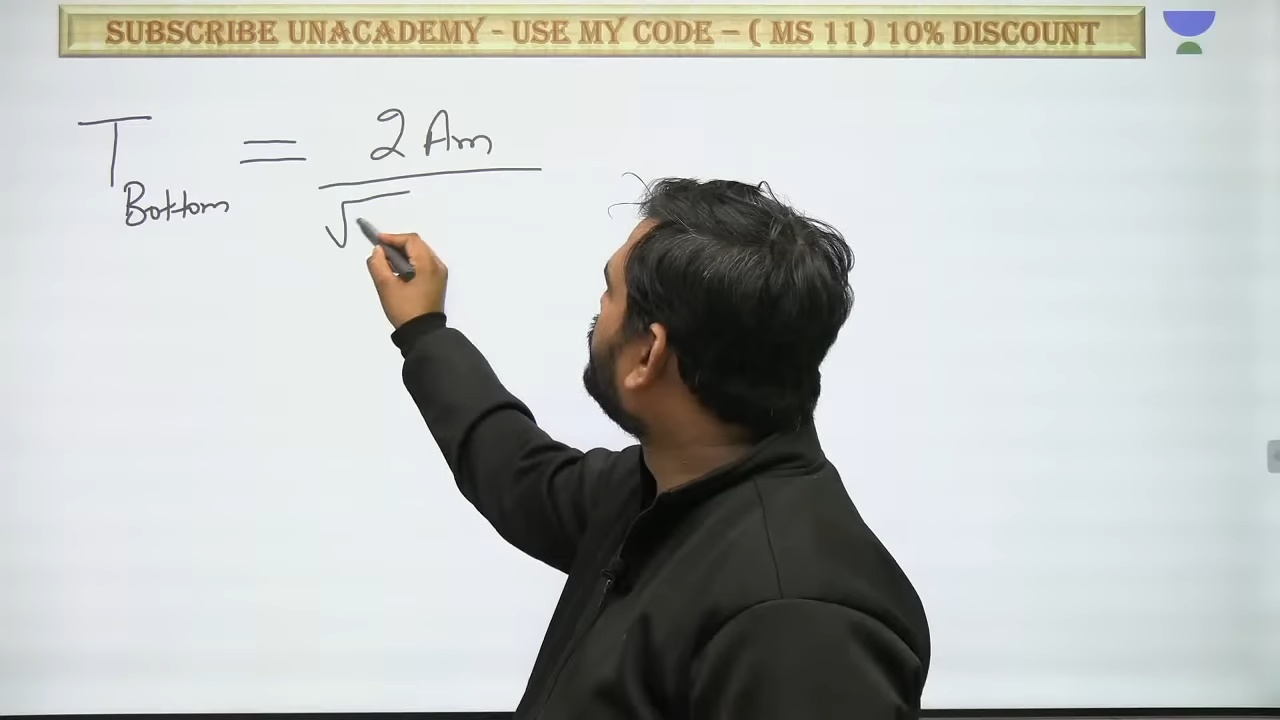 SUBSCRIBE UNACADEMY - USE MY CODE – ( MS 11) 10% DISCOUNT
T Bottom = 2 Am
√